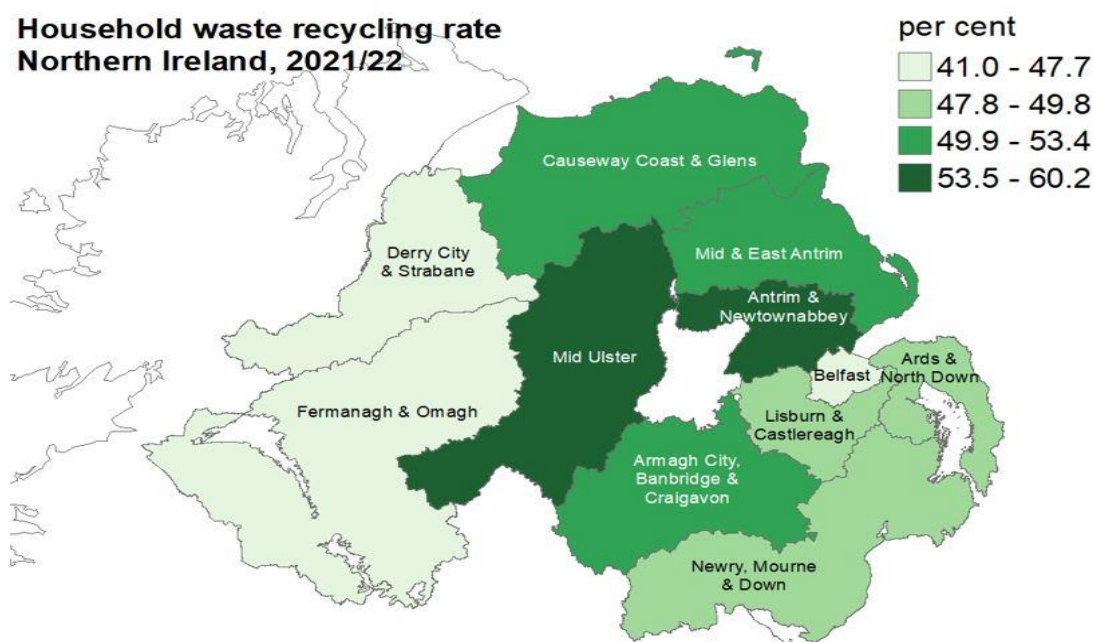 Household waste recycling rate
Northern Ireland, 2021/22
per cent
41.0 - 47.7
47.8 - 49.8
49.9 - 53.4
53.5 - 60.2
Causeway Coast & Glens
Derry City
& Strabane
Mid & East Antrim
Antrim &
Newtownabbey
Mid Ulster
Belfast
Ards &
North Down
Fermanagh & Omagh
Lisburn &
Castlereagh
Armagh City,
Banbridge &
Craigavon
Newry, Mourne
& Down